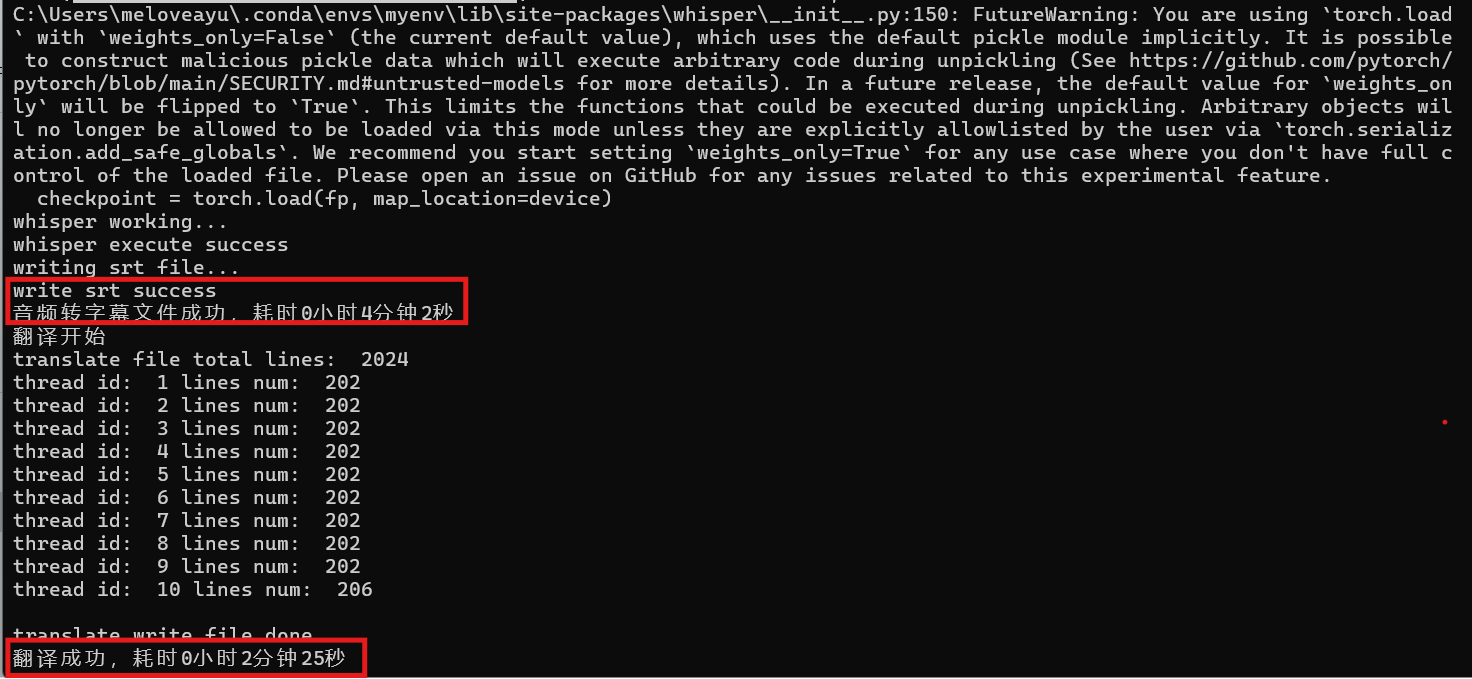 C:\Users\meloveayu\.conda\envs\myenv\lib\site-packages\whisper\__init__.py:150: FutureWarning: You are using `torch.load
` with `weights_only=False` (the current default value), which uses the default pickle module implicitly. It is possible
 to construct malicious pickle data which will execute arbitrary code during unpickling (See https://github.com/pytorch/
pytorch/blob/main/SECURITY.md#untrusted-models for more details). In a future release, the default value for `weights_on
ly` will be flipped to `True`. This limits the functions that could be executed during unpickling. Arbitrary objects wil
l no longer be allowed to be loaded via this mode unless they are explicitly allowlisted by the user via `torch.serializ
ation.add_safe_globals`. We recommend you start setting `weights_only=True` for any use case where you don't have full c
ontrol of the loaded file. Please open an issue on GitHub for any issues related to this experimental feature.
  checkpoint = torch.load(fp, map_location=device)
whisper working...
whisper execute success
writing srt file...
write srt success
音频转字幕文件成功，耗时0小时4分钟2秒
翻译开始
translate file total lines:  2024
thread id:  1 lines num:  202
thread id:  2 lines num:  202
thread id:  3 lines num:  202
thread id:  4 lines num:  202
thread id:  5 lines num:  202
thread id:  6 lines num:  202
thread id:  7 lines num:  202
thread id:  8 lines num:  202
thread id:  9 lines num:  202
thread id:  10 lines num:  206
translate write file done
翻译成功，耗时0小时2分钟25秒